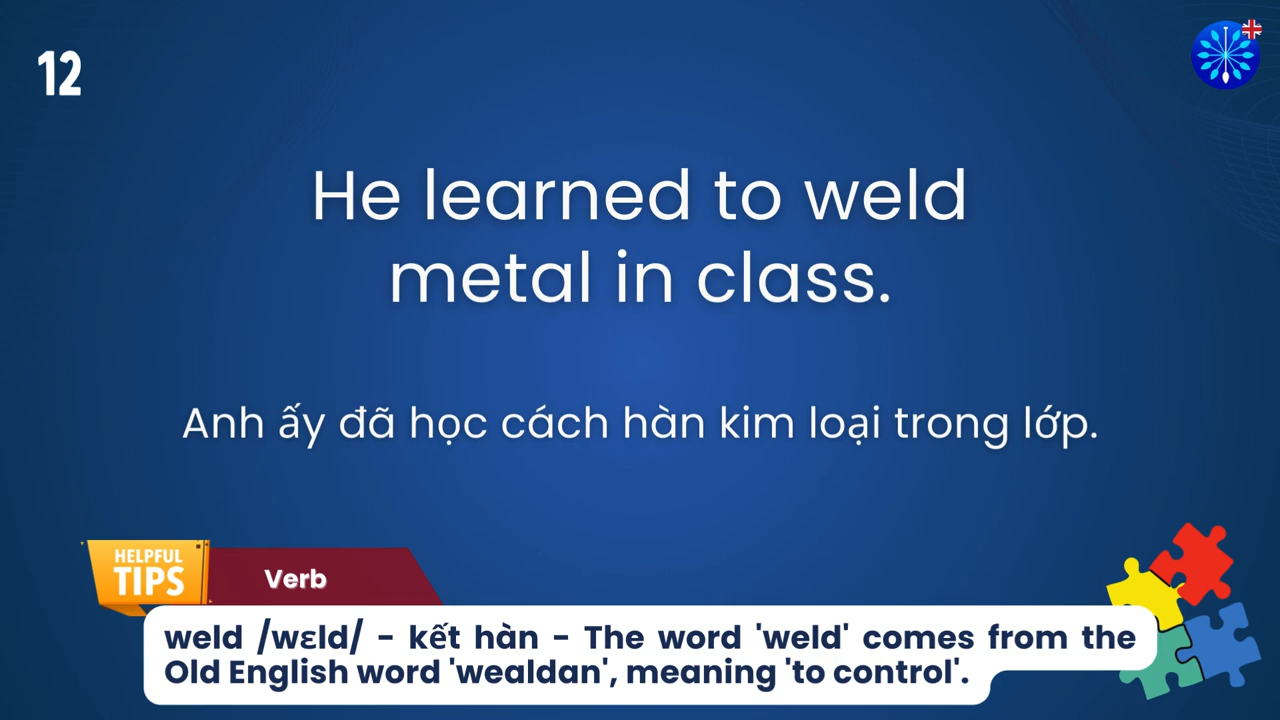 12
He learned to weld
metal in class.
Anh ấy đã học cách hàn kim loại trong lớp.
HELPFUL
TIPS
Verb
weld /wɛld/ - kết hàn - The word 'weld' comes from the
Old English word 'wealdan', meaning 'to control'.